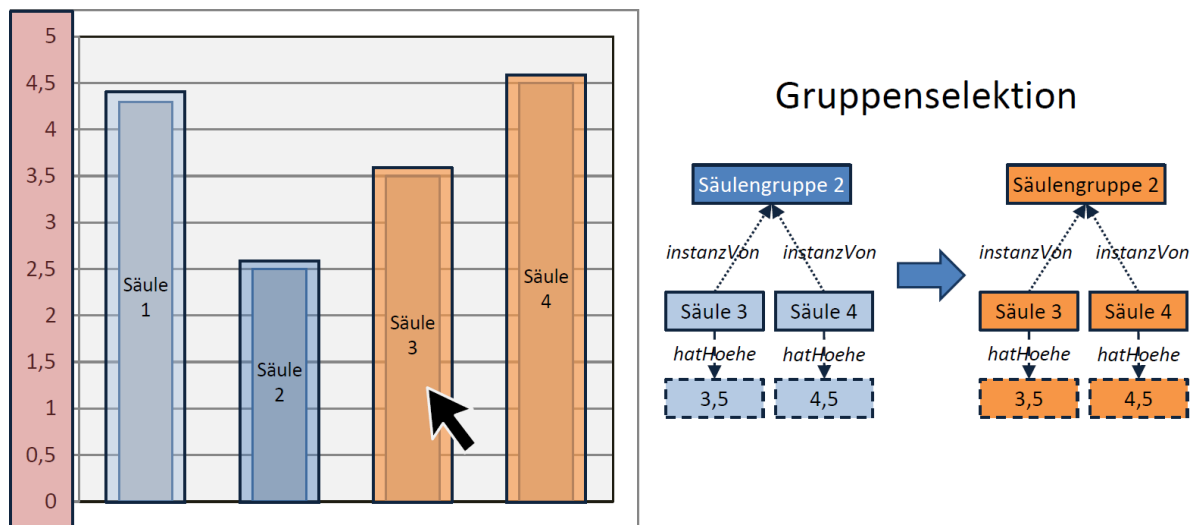 5
4,5
4
3,5
3
2,5
2
1,5
1
0,5
0
Säule
1
Säule
2
Säule
3
Säule
4
Gruppenselektion
Säulengruppe 2
instanzVon instanzVon
Säule 3 Säule 4
hatHoehe hatHoehe
3,5 4,5
Säulengruppe 2
instanzVon instanzVon
Säule 3 Säule 4
hatHoehe hatHoehe
3,5 4,5